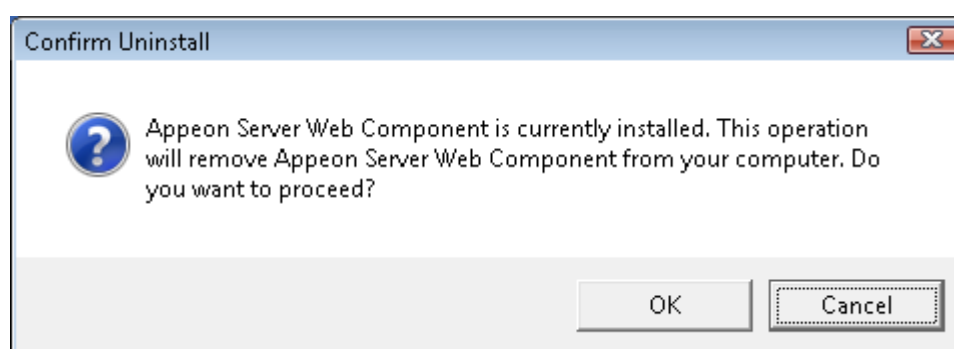 Confirm Uninstall
Appeon Server Web Component is currently installed. This operation
will remove Appeon Server Web Component from your computer. Do
you want to proceed?
OK
Cancel